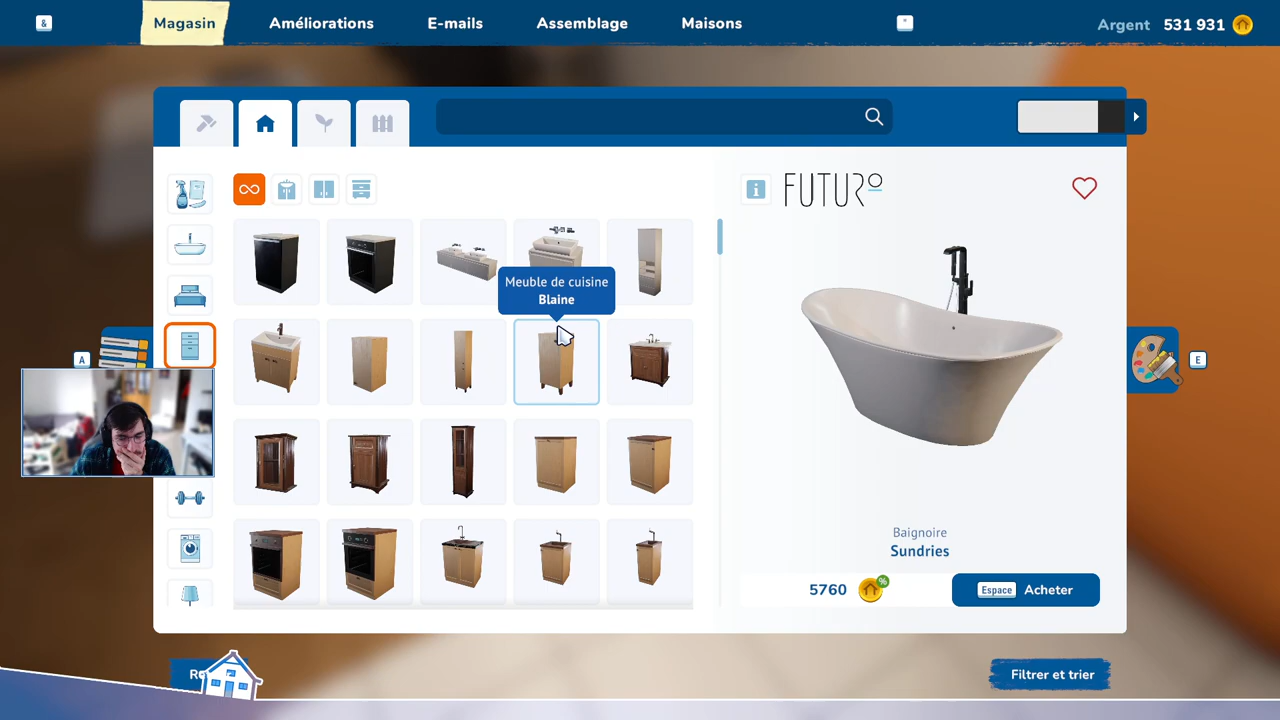 &
Magasin
Améliorations
E-mails
Assemblage
Maisons
"
Argent 531 931
i FUTURO
Meuble de cuisine
Blaine
A
E
Baignoire
Sundries
5760 %
Espace Acheter
Filtrer et trier